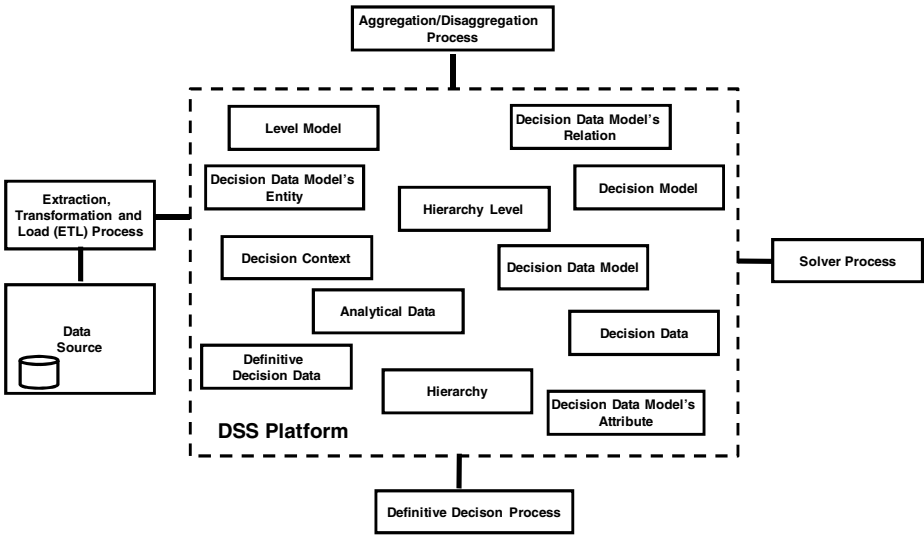 Aggregation/Disaggregation
Process
Level Model
Decision Data Model's
Relation
Decision Data Model's
Entity
Decision Model
Extraction,
Transformation and
Load (ETL) Process
Hierarchy Level
Decision Context
Decision Data Model
Solver Process
Analytical Data
Data
Source
Decision Data
Definitive
Decision Data
Hierarchy
Decision Data Model's
Attribute
DSS Platform
Definitive Decison Process